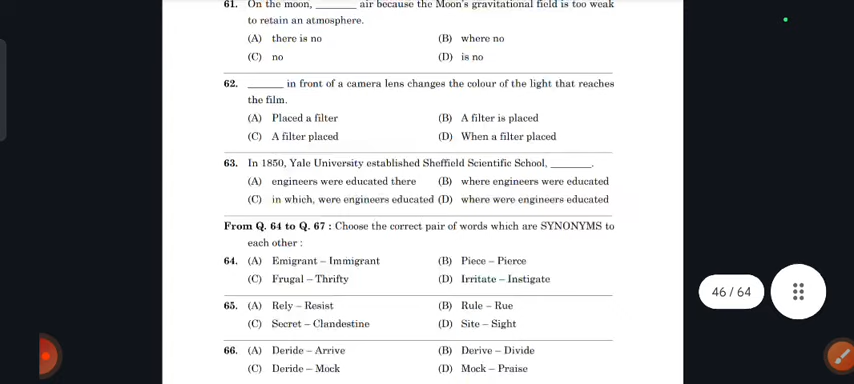 61. On the moon, _______ air because the Moon's gravitational field is too weak
to retain an atmosphere.
(A) there is no (B) where no
(C) no (D) is no
62. ______ in front of a camera lens changes the colour of the light that reaches
the film.
(A) Placed a filter (B) A filter is placed
(C) A filter placed (D) When a filter placed
63. In 1850, Yale University established Sheffield Scientific School, _______.
(A) engineers were educated there (B) where engineers were educated
(C) in which, were engineers educated (D) where were engineers educated
From Q. 64 to Q. 67 : Choose the correct pair of words which are SYNONYMS to
each other :
64. (A) Emigrant – Immigrant (B) Piece – Pierce
(C) Frugal – Thrifty (D) Irritate – Instigate
46 / 64
65. (A) Rely – Resist (B) Rule – Rue
(C) Secret – Clandestine (D) Site – Sight
66. (A) Deride – Arrive (B) Derive – Divide
(C) Deride – Mock (D) Mock – Praise